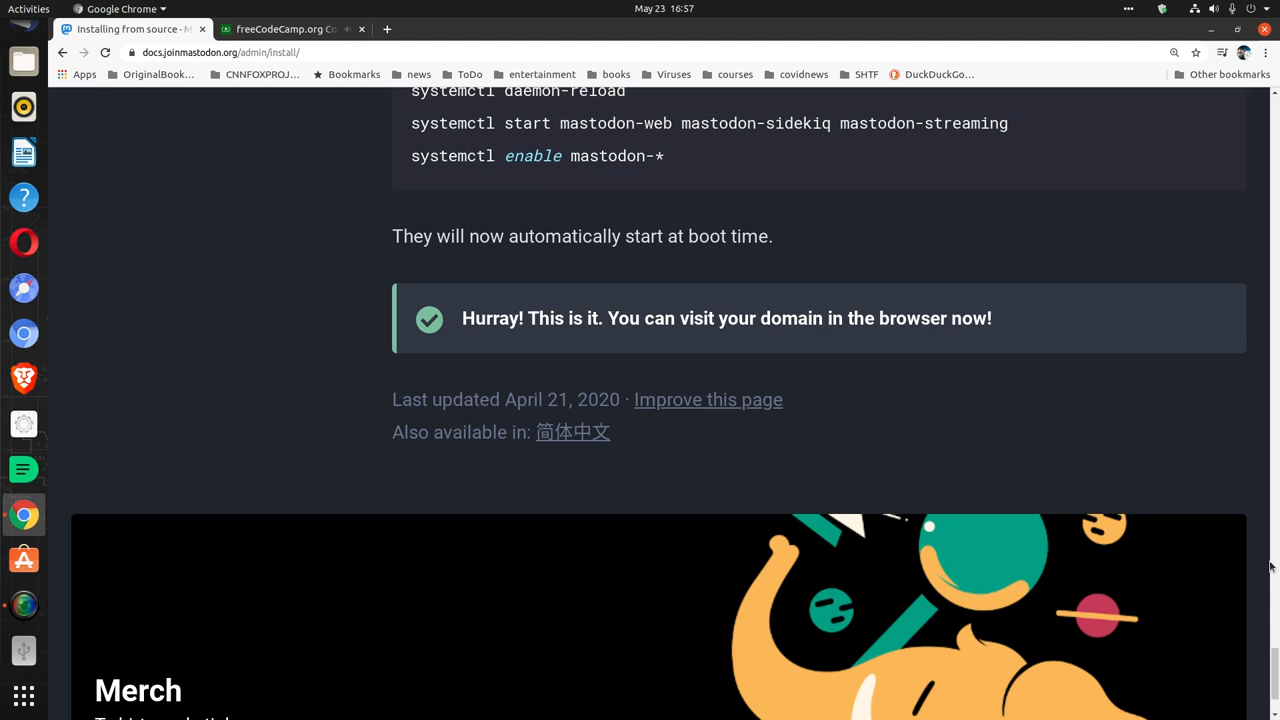 Activities
Google Chrome
May 23 16:57
Installing from source - M
freeCodeCamp.org Co
docs.joinmastodon.org/admin/install/
Apps
OriginalBook...
CNNFOXPROJ...
Bookmarks
news
ToDo
entertainment
books
Viruses
courses
covidnews
SHTF
DuckDuckGo...
Other bookmarks
systemctl daemon-reload
systemctl start mastodon-web mastodon-sidekiq mastodon-streaming
systemctl enable mastodon-*
They will now automatically start at boot time.
Hurray! This is it. You can visit your domain in the browser now!
Last updated April 21, 2020 · Improve this page
Also available in: 简体中文
Merch